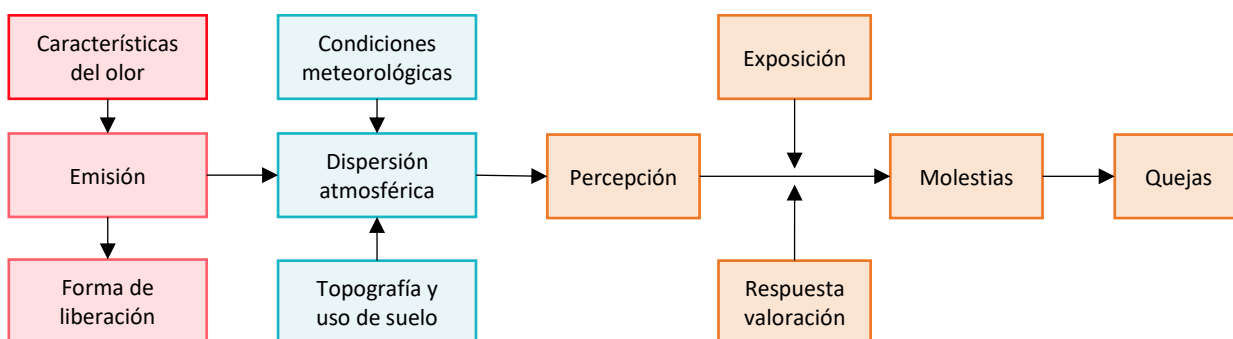 Características
del olor
Condiciones
meteorológicas
Exposición
Emisión
Dispersión
atmosférica
Percepción
Molestias
Quejas
Forma de
liberación
Topografía y
uso de suelo
Respuesta
valoración